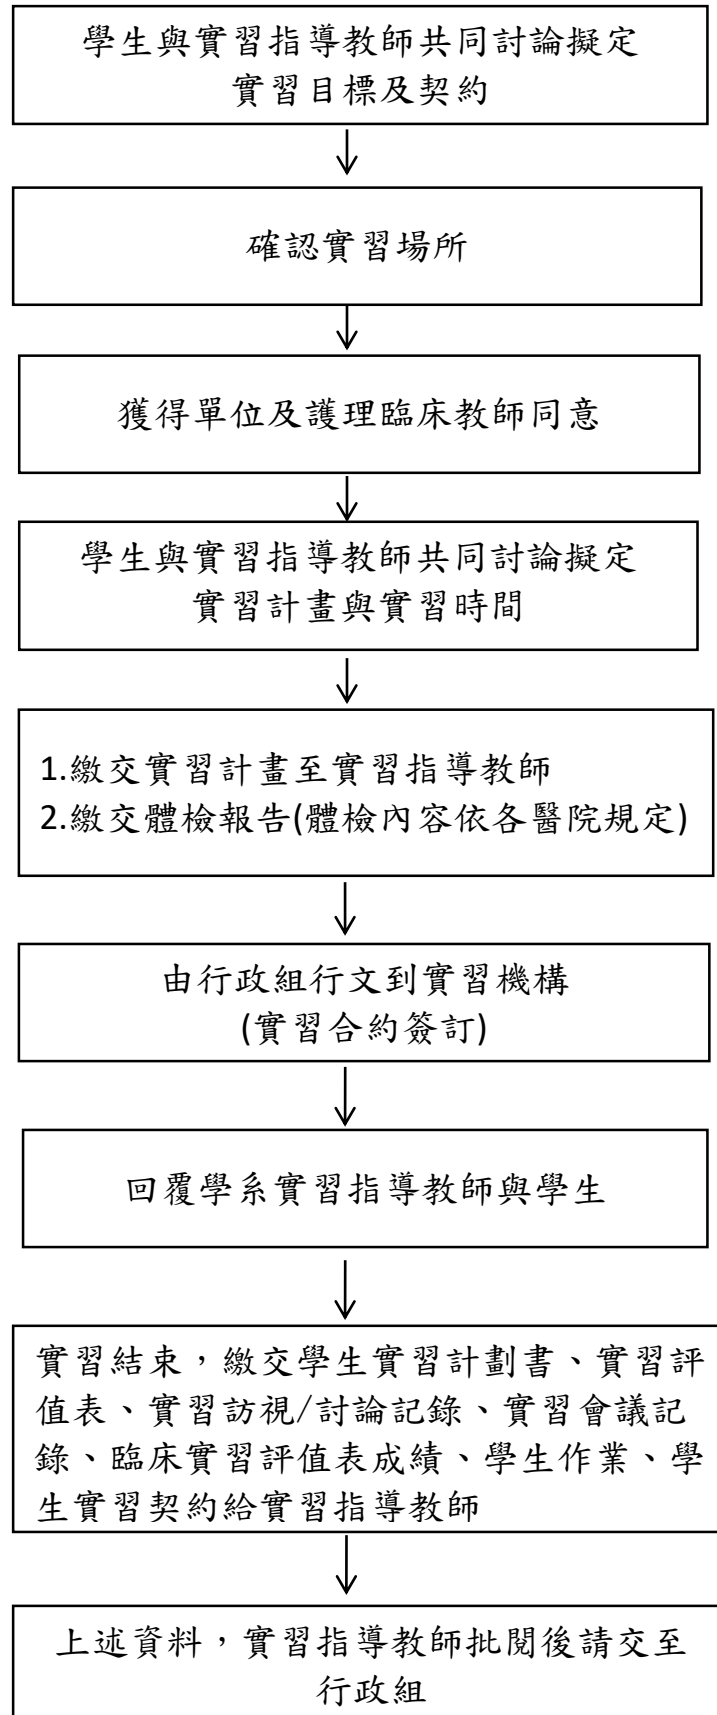 學生與實習指導教師共同討論擬定
實習目標及契約
確認實習場所
獲得單位及護理臨床教師同意
學生與實習指導教師共同討論擬定
實習計畫與實習時間
1.繳交實習計畫至實習指導教師
2.繳交體檢報告(體檢內容依各醫院規定)
由行政組行文到實習機構
(實習合約簽訂)
回覆學系實習指導教師與學生
實習結束，繳交學生實習計劃書、實習評
值表、實習訪視/討論記錄、實習會議記
錄、臨床實習評值表成績、學生作業、學
生實習契約給實習指導教師
上述資料，實習指導教師批閱後請交至
行政組